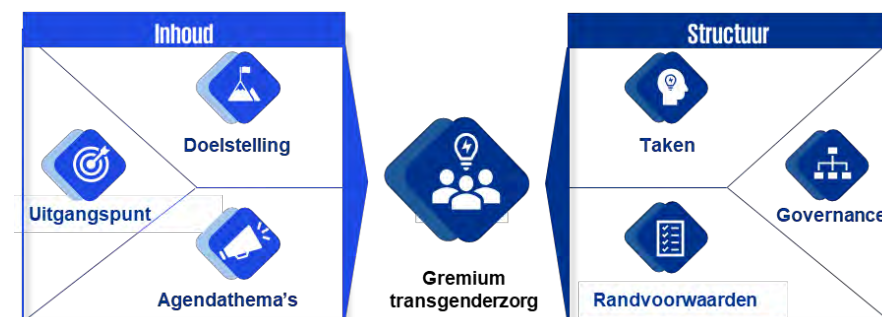 Inhoud
Doelstelling
Uitgangspunt
Agendathema's
Gremium
transgenderzorg
Structuur
Taken
Governance
Randvoorwaarden